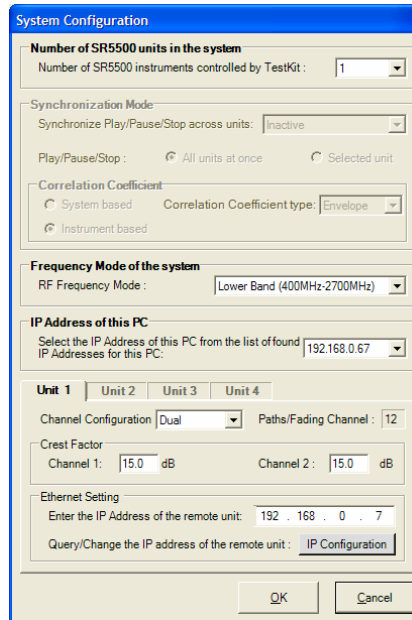 System Configuration
Number of SR5500 units in the system
Number of SR5500 instruments controlled by TestKit : 1
Synchronization Mode
Synchronize Play/Pause/Stop across units: Inactive
Play/Pause/Stop : All units at once Selected unit
Correlation Coefficient
System based Correlation Coefficient type: Envelope
Instrument based
Frequency Mode of the system
RF Frequency Mode : Lower Band (400MHz-2700MHz)
IP Address of this PC
Select the IP Address of this PC from the list of found
IP Addresses for this PC: 192.168.0.67
Unit 1 Unit 2 Unit 3 Unit 4
Channel Configuration Dual Paths/Fading Channel : 12
Crest Factor
Channel 1: 15.0 dB Channel 2 : 15.0 dB
Ethernet Setting
Enter the IP Address of the remote unit: 192 . 168 . 0 . 7
Query/Change the IP address of the remote unit : IP Configuration
OK Cancel